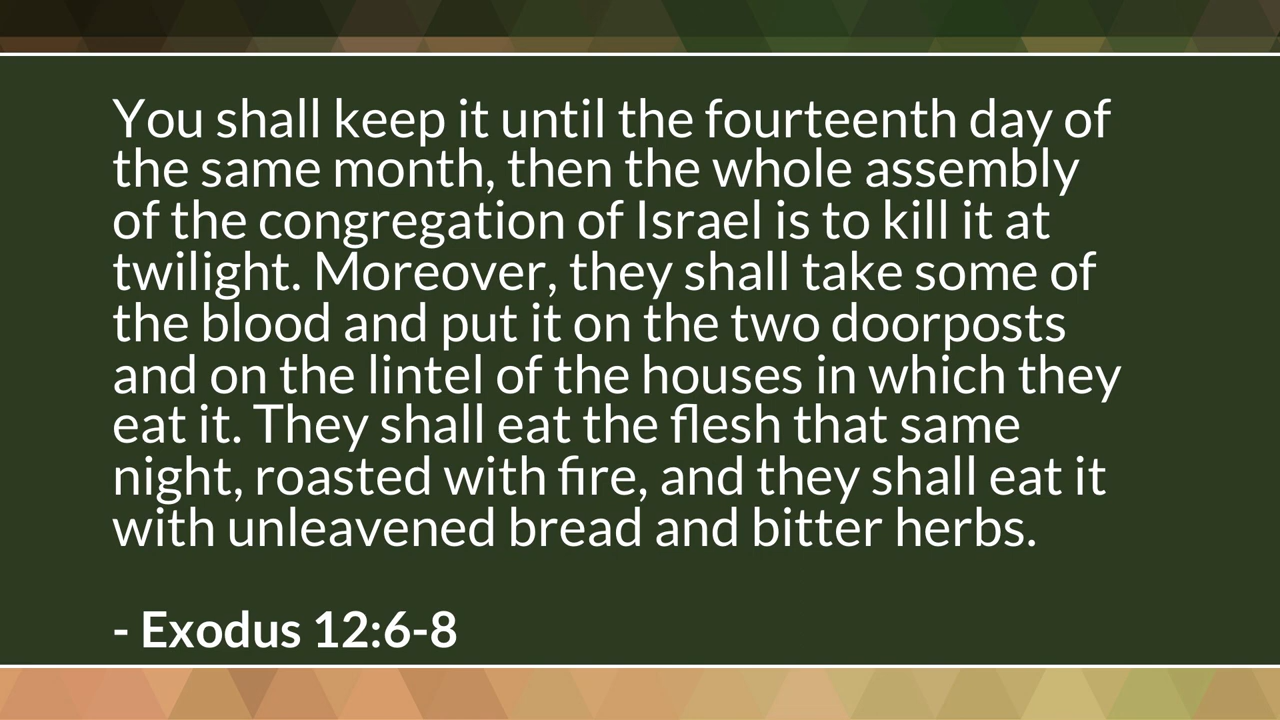 You shall keep it until the fourteenth day of
the same month, then the whole assembly
of the congregation of Israel is to kill it at
twilight. Moreover, they shall take some of
the blood and put it on the two doorposts
and on the lintel of the houses in which they
eat it. They shall eat the flesh that same
night, roasted with fire, and they shall eat it
with unleavened bread and bitter herbs.
- Exodus 12:6-8